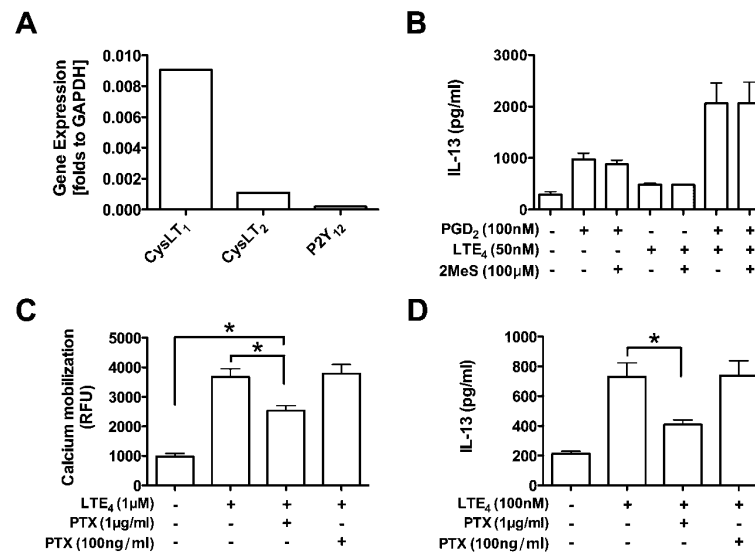 A
Gene Expression
[folds to GAPDH]
0.010
0.008
0.006
0.004
0.002
0.000
CysLT₁
CysLT₂
P2Y₁₂
B
IL-13 (pg/ml)
3000
2000
1000
0
PGD₂ (100nM) - + + - - + +
LTE₄ (50nM) - - - + + + +
2MeS (100µM) - - + - + - +
C
Calcium mobilization
(RFU)
5000
4000
3000
2000
1000
0
*
*
LTE₄ (1µM) - + + +
PTX (1µg/ml) - - + -
PTX (100ng/ml) - - - +
D
IL-13 (pg/ml)
1000
800
600
400
200
0
*
LTE₄ (100nM) - + + +
PTX (1µg/ml) - - + -
PTX (100ng/ml) - - - +